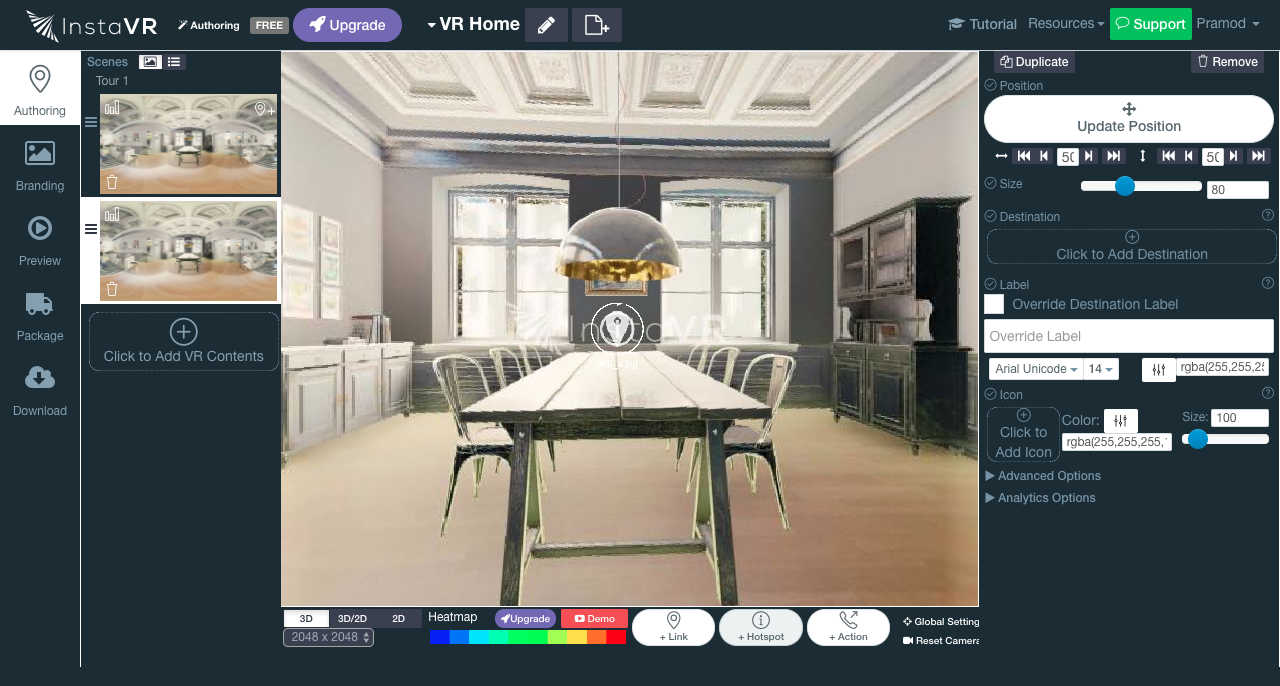 InstaVR
Authoring
FREE
Upgrade
VR Home
Tutorial
Resources
Support
Pramod
Authoring
Branding
Preview
Package
Download
Scenes
Tour 1
Click to Add VR Contents
InstaVR
3D
3D/2D
2D
2048 x 2048
Heatmap
Upgrade
Demo
+ Link
+ Hotspot
+ Action
Global Setting
Reset Camera
Duplicate
Remove
Position
Update Position
50
50
Size
80
Destination
Click to Add Destination
Label
Override Destination Label
Override Label
Arial Unicode
14
rgba(255,255,25
Icon
Click to
Add Icon
Color:
rgba(255,255,255,
Size:
100
Advanced Options
Analytics Options